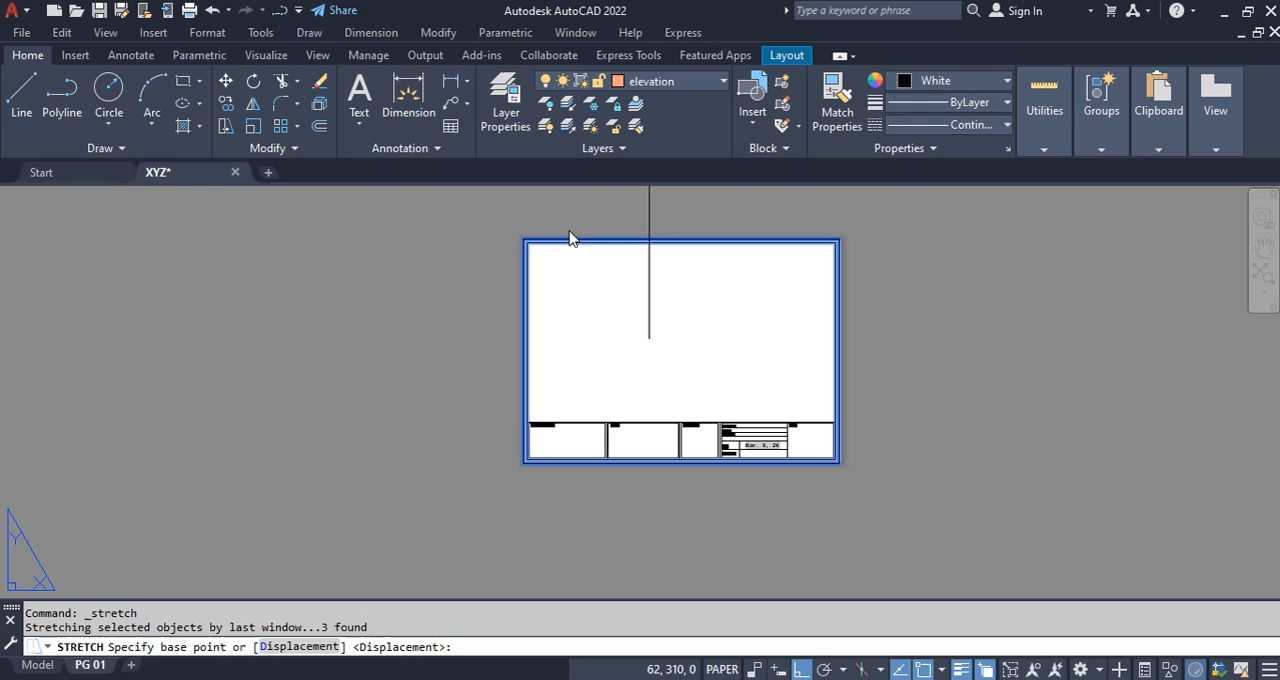 Share
Autodesk AutoCAD 2022
Type a keyword or phrase
Sign In
File Edit View Insert Format Tools Draw Dimension Modify Parametric Window Help Express
Home Insert Annotate Parametric Visualize View Manage Output Add-ins Collaborate Express Tools Featured Apps Layout
Line Polyline Circle Arc
Text Dimension
Layer Properties
elevation
Insert
Match Properties
White
ByLayer
Contin...
Utilities Groups Clipboard View
Draw Modify Annotation Layers Block Properties
Start XYZ*
Nov. 9, 24
Y
X
Command: _stretch
Stretching selected objects by last window...3 found
STRETCH Specify base point or [Displacement] <Displacement>:
Model PG 01
62, 310, 0 PAPER